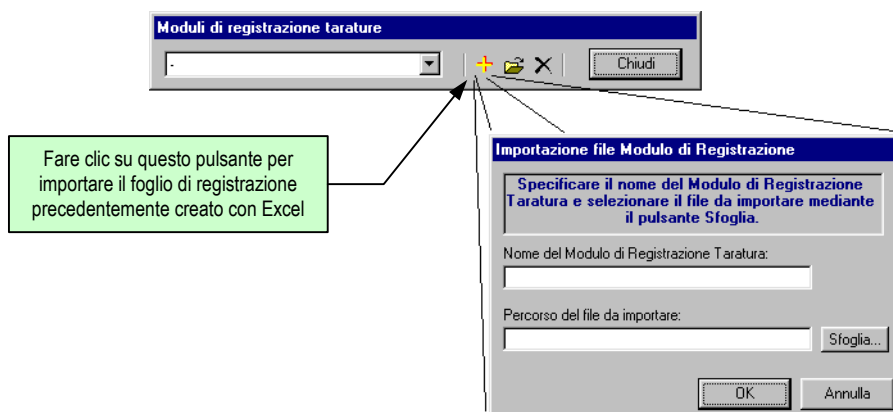 Moduli di registrazione tarature
-
Chiudi
Fare clic su questo pulsante per
importare il foglio di registrazione
precedentemente creato con Excel
Importazione file Modulo di Registrazione
Specificare il nome del Modulo di Registrazione
Taratura e selezionare il file da importare mediante
il pulsante Sfoglia.
Nome del Modulo di Registrazione Taratura:
Percorso del file da importare:
Sfoglia...
OK
Annulla